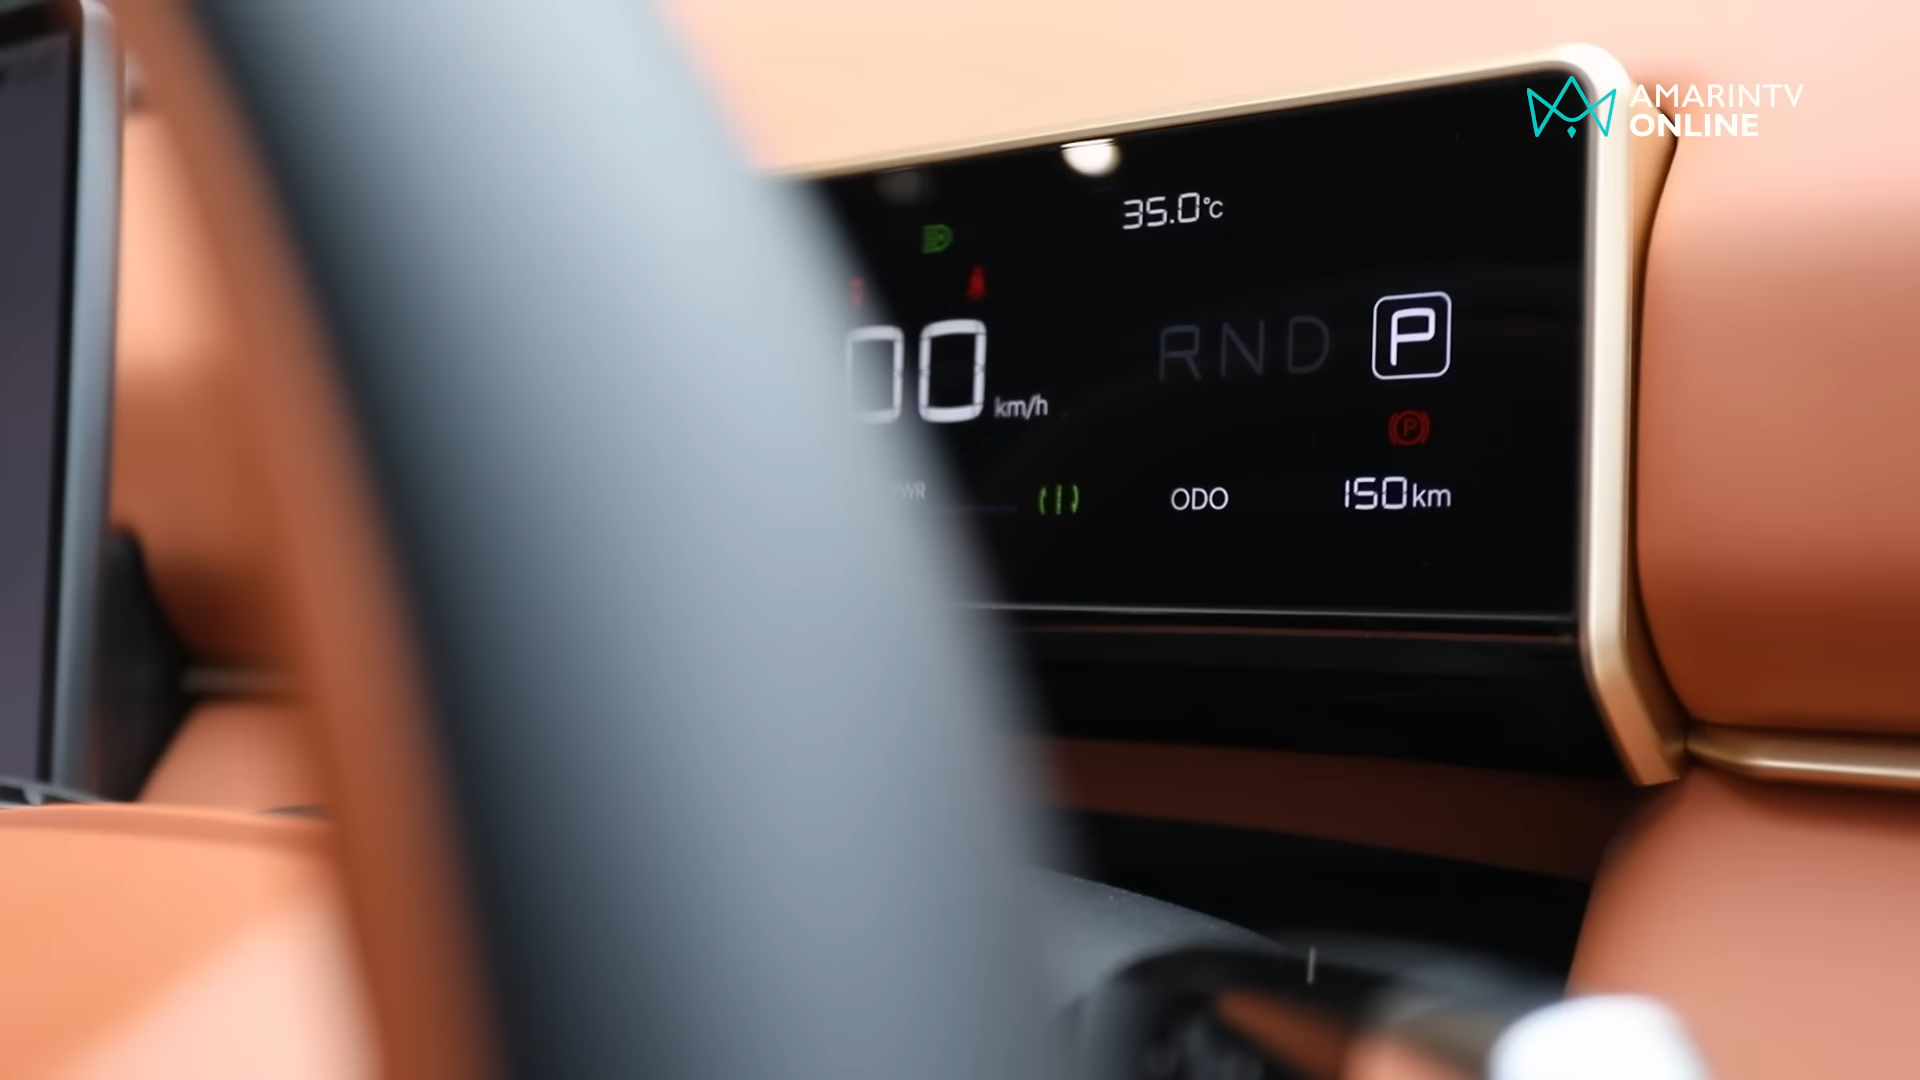 AMARINTV
ONLINE
35.0°C
00 km/h
RND P
P
ODO 150km